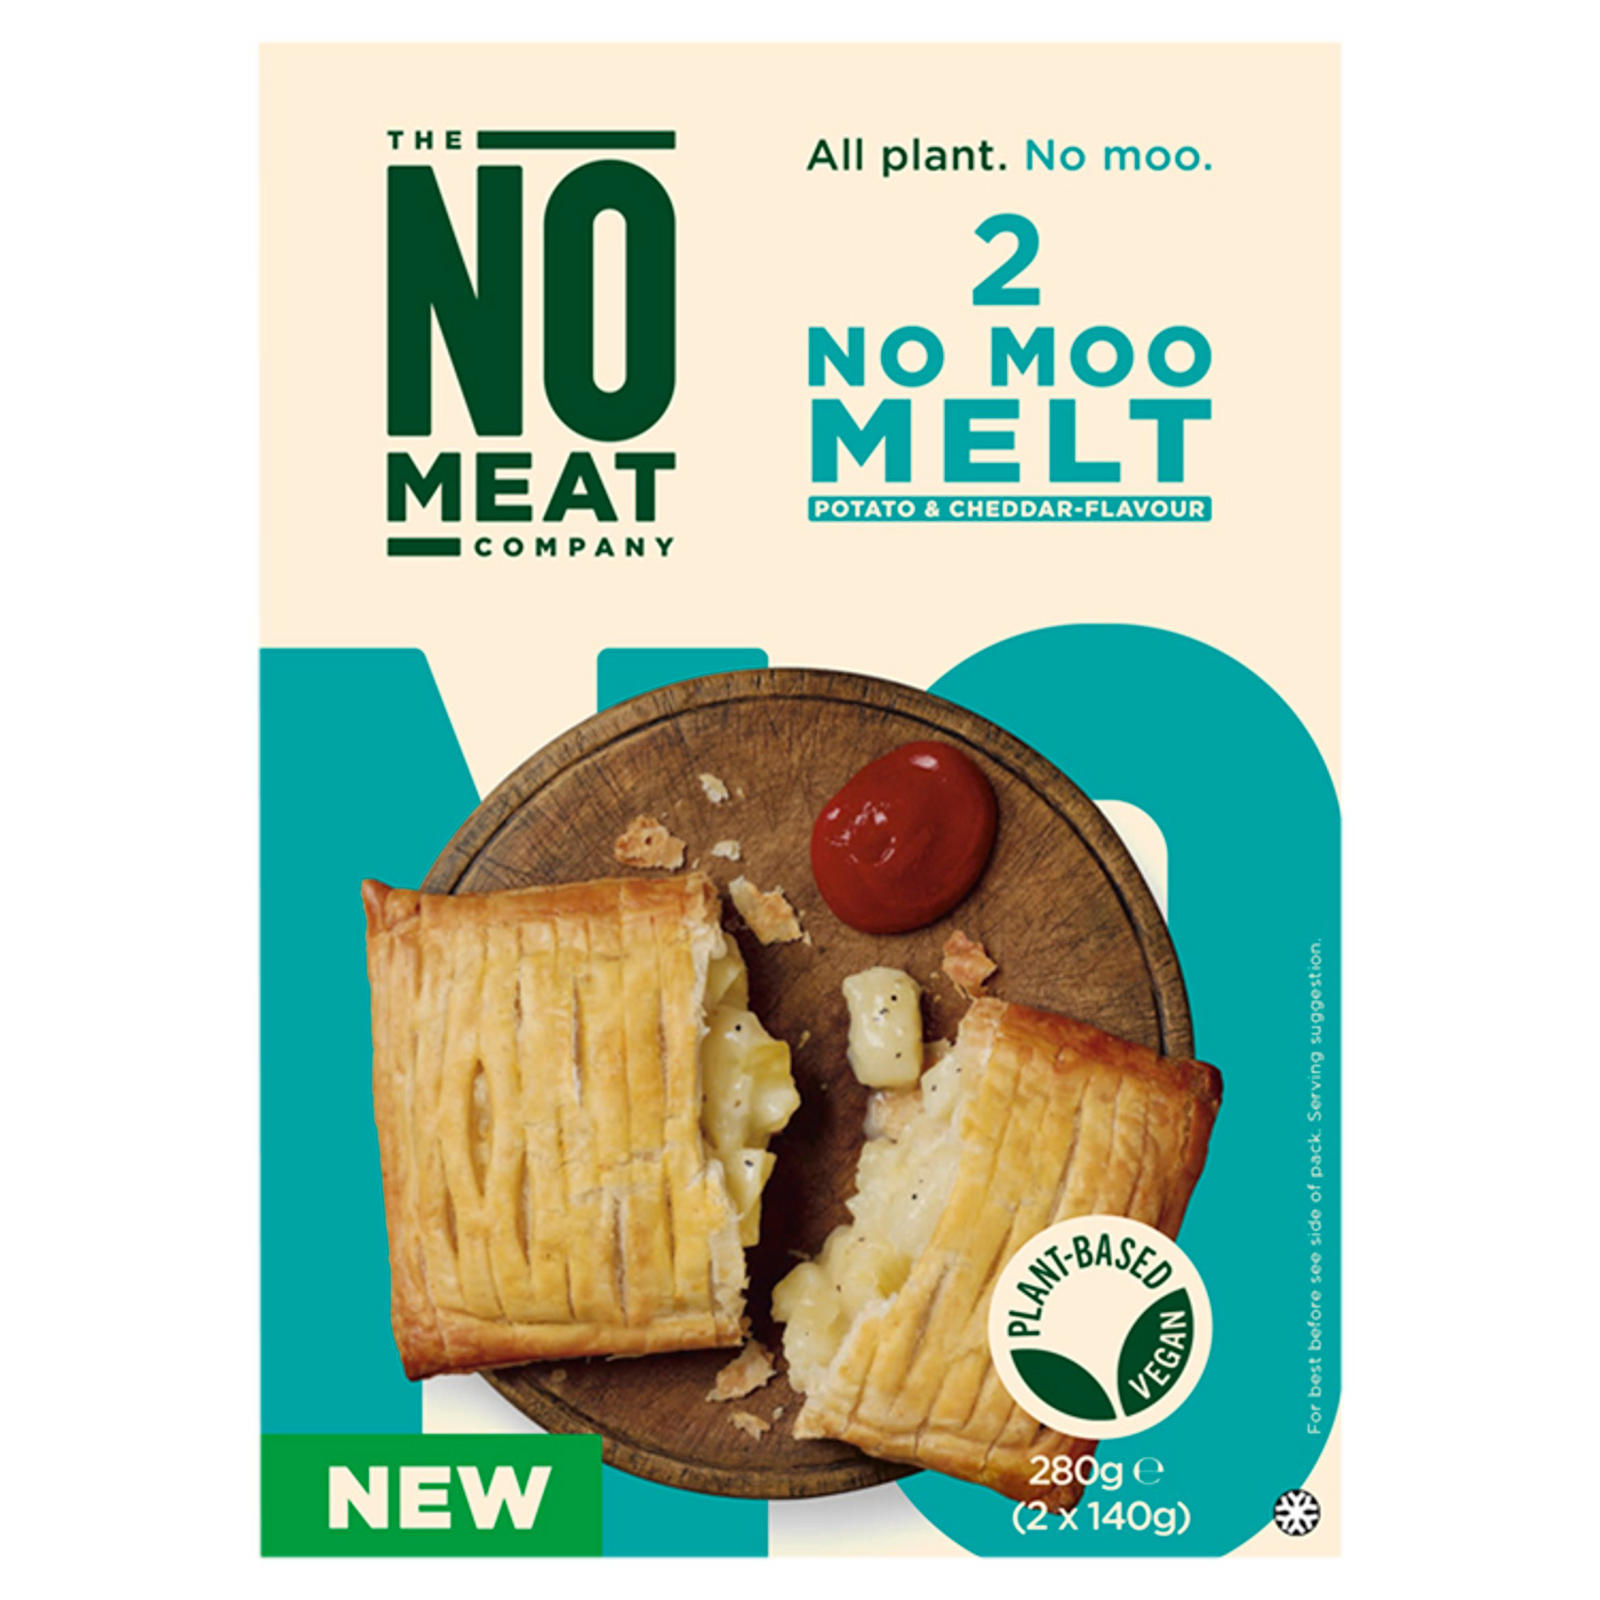 THE
NO
MEAT
COMPANY
All plant. No moo.
2
NO MOO
MELT
POTATO & CHEDDAR-FLAVOUR
For best before see side of pack. Serving suggestion.
PLANT-BASED
VEGAN
NEW
280g ℮
(2 x 140g)